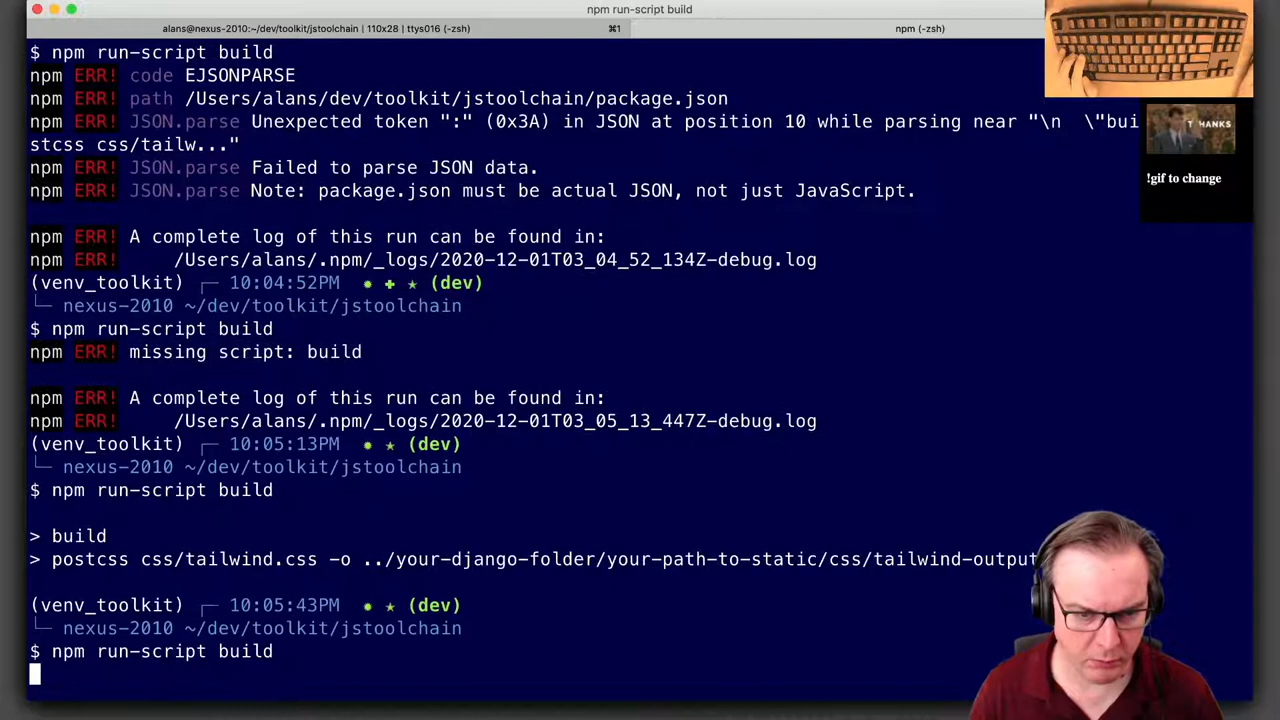 npm run-script build
alans@nexus-2010:~/dev/toolkit/jstoolchain | 110x28 | ttys016 (-zsh)
⌘1
npm (-zsh)
$ npm run-script build
npm ERR! code EJSONPARSE
npm ERR! path /Users/alans/dev/toolkit/jstoolchain/package.json
npm ERR! JSON.parse Unexpected token ":" (0x3A) in JSON at position 10 while parsing near "\n  \"bui
stcss css/tailw..."
npm ERR! JSON.parse Failed to parse JSON data.
npm ERR! JSON.parse Note: package.json must be actual JSON, not just JavaScript.
npm ERR! A complete log of this run can be found in:
npm ERR!     /Users/alans/.npm/_logs/2020-12-01T03_04_52_134Z-debug.log
(venv_toolkit) ┌─ 10:04:52PM ✹ ✚ ★ (dev)
└─ nexus-2010 ~/dev/toolkit/jstoolchain
$ npm run-script build
npm ERR! missing script: build
npm ERR! A complete log of this run can be found in:
npm ERR!     /Users/alans/.npm/_logs/2020-12-01T03_05_13_447Z-debug.log
(venv_toolkit) ┌─ 10:05:13PM ✹ ★ (dev)
└─ nexus-2010 ~/dev/toolkit/jstoolchain
$ npm run-script build
> build
> postcss css/tailwind.css -o ../your-django-folder/your-path-to-static/css/tailwind-output
(venv_toolkit) ┌─ 10:05:43PM ✹ ★ (dev)
└─ nexus-2010 ~/dev/toolkit/jstoolchain
$ npm run-script build
THANKS
!gif to change